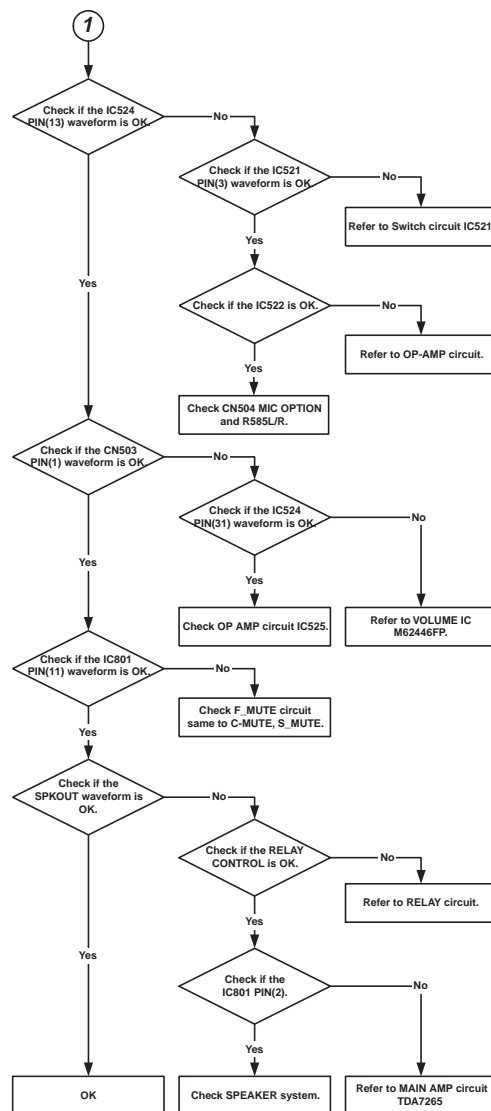 1
Check if the IC524
PIN(13) waveform is OK.
No
Check if the IC521
PIN(3) waveform is OK
No
Refer to Switch circuit IC521
Yes
Yes
Check if the IC522 is OK.
No
Refer to OP-AMP circuit.
Yes
Check CN504 MIC OPTION
and R585L/R.
Check if the CN503
PIN(1) waveform is OK.
No
Check if the IC524
PIN(31) waveform is OK.
No
Yes
Yes
Check OP AMP circuit IC525.
Refer to VOLUME IC
M62446FP.
Check if the IC801
PIN(11) waveform is OK.
No
Check F_MUTE circuit
same to C-MUTE, S_MUTE.
Yes
Check if the
SPKOUT waveform is
OK.
No
Check if the RELAY
CONTROL is OK.
No
Refer to RELAY circuit.
Yes
Yes
Check if the
IC801 PIN(2).
No
Yes
OK
Check SPEAKER system.
Refer to MAIN AMP circuit
TDA7265